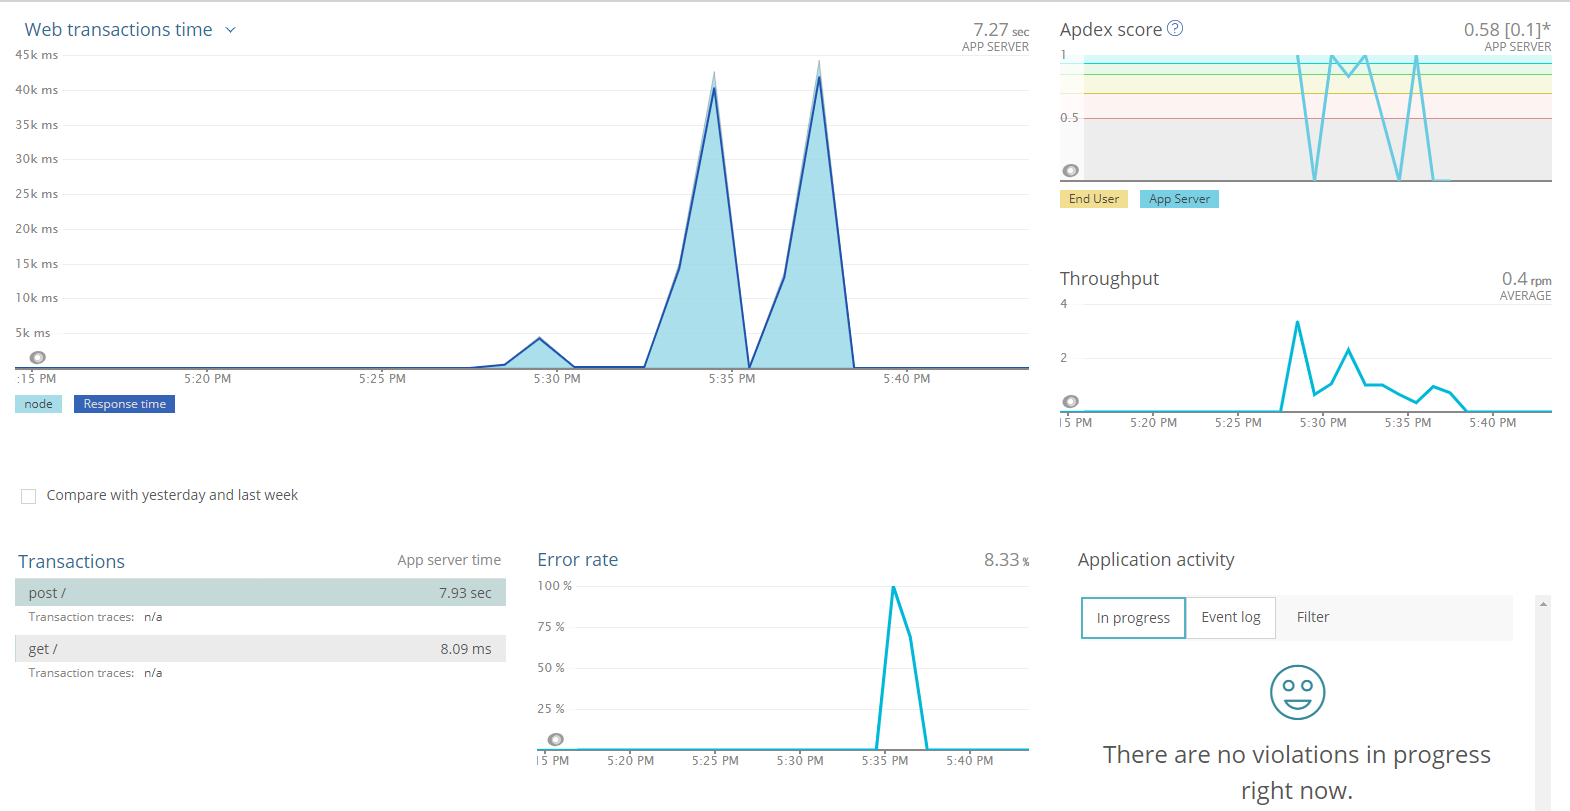 Web transactions time
7.27 sec
APP SERVER
45k ms
40k ms
35k ms
30k ms
25k ms
20k ms
15k ms
10k ms
5k ms
:15 PM 5:20 PM 5:25 PM 5:30 PM 5:35 PM 5:40 PM
node Response time
Apdex score ?
0.58 [0.1]*
APP SERVER
1
0.5
End User App Server
Throughput
0.4 rpm
AVERAGE
4
2
15 PM 5:20 PM 5:25 PM 5:30 PM 5:35 PM 5:40 PM
Compare with yesterday and last week
Transactions App server time
post / 7.93 sec
Transaction traces: n/a
get / 8.09 ms
Transaction traces: n/a
Error rate 8.33 %
100 %
75 %
50 %
25 %
15 PM 5:20 PM 5:25 PM 5:30 PM 5:35 PM 5:40 PM
Application activity
In progress Event log Filter
There are no violations in progress
right now.